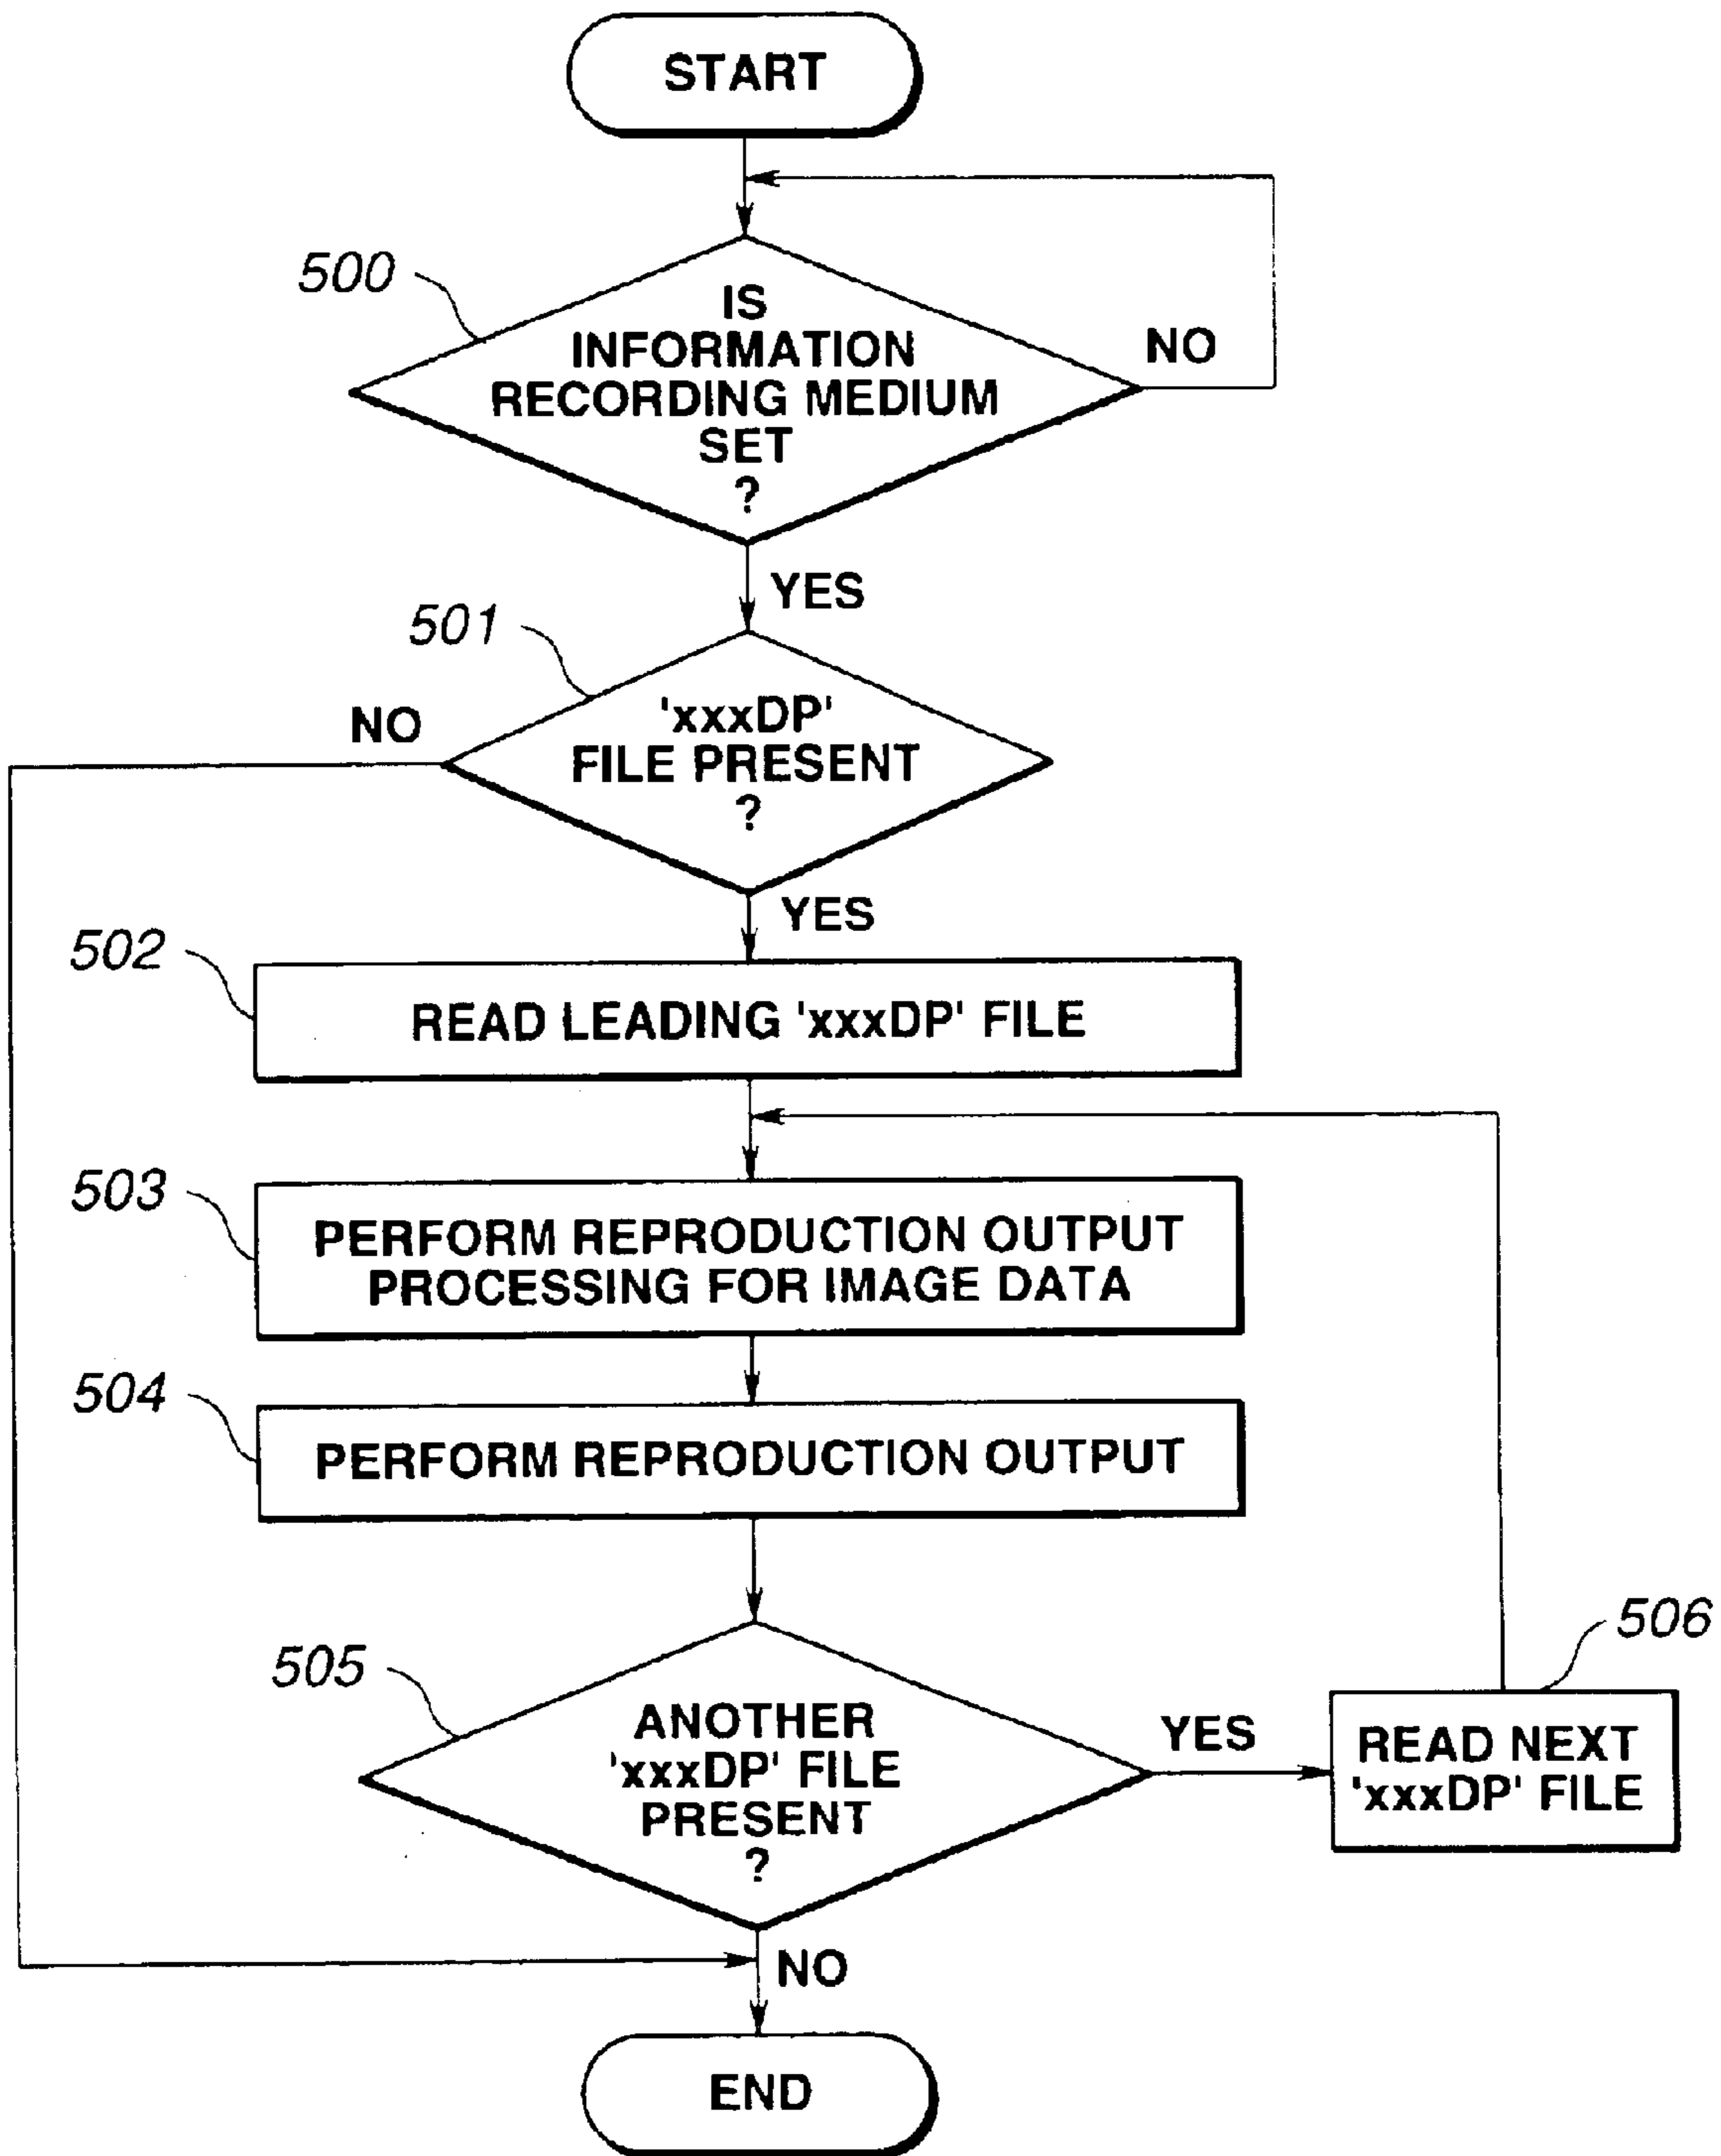 START
500
IS
INFORMATION
RECORDING MEDIUM
SET
?
NO
YES
501
'xxxDP'
FILE PRESENT
?
NO
YES
502
READ LEADING 'xxxDP' FILE
503
PERFORM REPRODUCTION OUTPUT
PROCESSING FOR IMAGE DATA
504
PERFORM REPRODUCTION OUTPUT
505
ANOTHER
'xxxDP' FILE
PRESENT
?
YES
506
READ NEXT
'xxxDP' FILE
NO
END